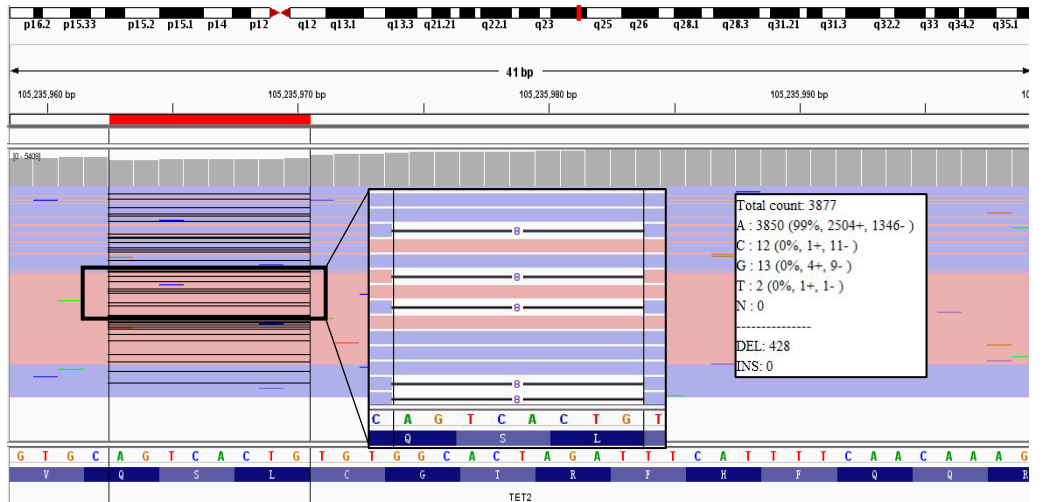 p16.2 p15.33 p15.2 p15.1 p14 p12 q12 q13.1 q13.3 q21.21 q22.1 q23 q25 q26 q28.1 q28.3 q31.21 q31.3 q32.2 q33 q34.2 q35.1
41 bp
105,235,960 bp 105,235,970 bp 105,235,980 bp 105,235,990 bp 10
[0 - 5409]
Total count: 3877
A : 3850 (99%, 2504+, 1346- )
C : 12 (0%, 1+, 11- )
G : 13 (0%, 4+, 9- )
T : 2 (0%, 1+, 1- )
N : 0
---------------
DEL: 428
INS: 0
8
8
8
8
8
C A G T C A C T G T
Q S L
G T G C A G T C A C T G T G T G G C A C T A G A T T T C A T T T T C A A C A A A G
V Q S L C G T R F H F Q Q R
TET2